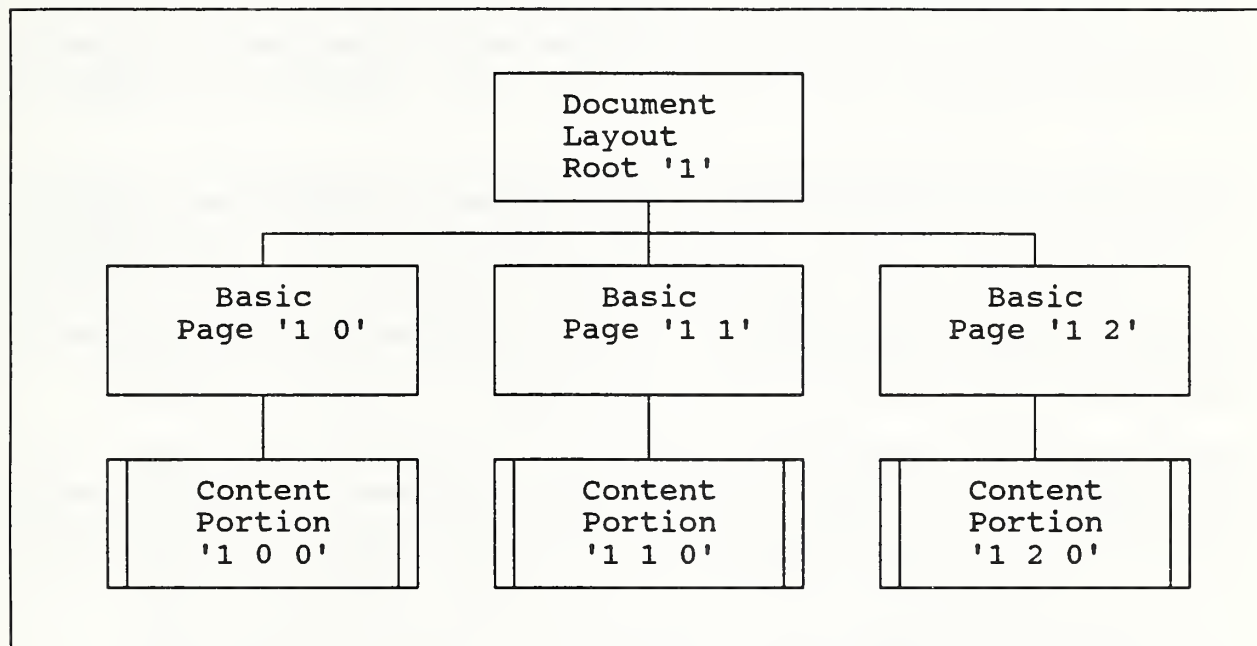 Document
Layout
Root '1'
Basic
Page '1 0'
Basic
Page '1 1'
Basic
Page '1 2'
Content
Portion
'1 0 0'
Content
Portion
'1 1 0'
Content
Portion
'1 2 0'